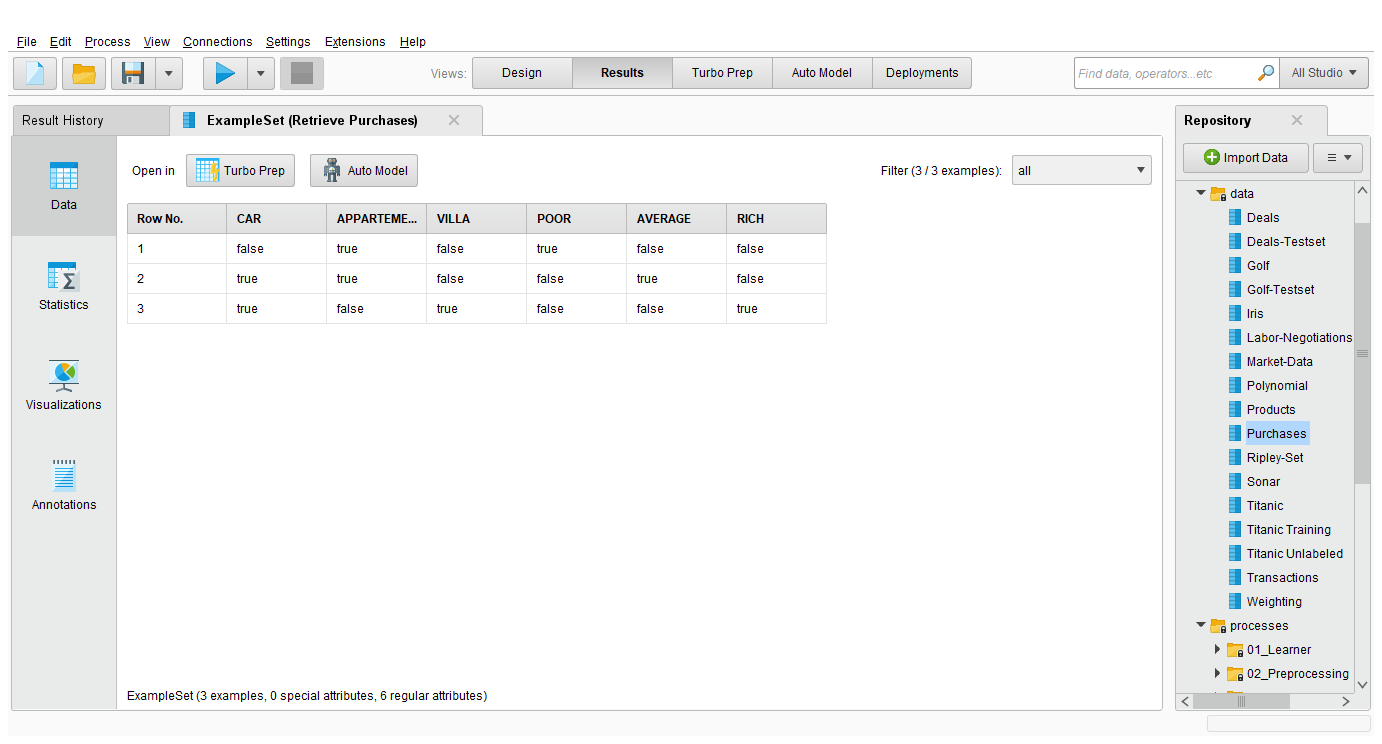 File Edit Process View Connections Settings Extensions Help
Views: Design Results Turbo Prep Auto Model Deployments Find data, operators...etc All Studio
Result History ExampleSet (Retrieve Purchases)
Data
Statistics
Visualizations
Annotations
Open in Turbo Prep Auto Model Filter (3 / 3 examples): all
Row No. CAR APPARTEME... VILLA POOR AVERAGE RICH
1 false true false true false false
2 true true false false true false
3 true false true false false true
ExampleSet (3 examples, 0 special attributes, 6 regular attributes)
Repository
Import Data
data
Deals
Deals-Testset
Golf
Golf-Testset
Iris
Labor-Negotiations
Market-Data
Polynomial
Products
Purchases
Ripley-Set
Sonar
Titanic
Titanic Training
Titanic Unlabeled
Transactions
Weighting
processes
01_Learner
02_Preprocessing